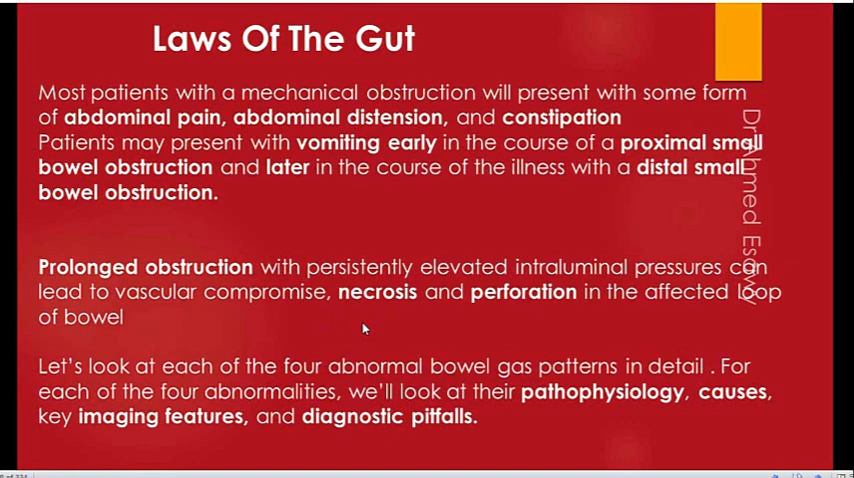 Laws Of The Gut
Most patients with a mechanical obstruction will present with some form
of abdominal pain, abdominal distension, and constipation
Patients may present with vomiting early in the course of a proximal small
bowel obstruction and later in the course of the illness with a distal small
bowel obstruction.
Prolonged obstruction with persistently elevated intraluminal pressures can
lead to vascular compromise, necrosis and perforation in the affected loop
of bowel
Let's look at each of the four abnormal bowel gas patterns in detail . For
each of the four abnormalities, we'll look at their pathophysiology, causes,
key imaging features, and diagnostic pitfalls.
Dr Ahmed Esawy
of 334